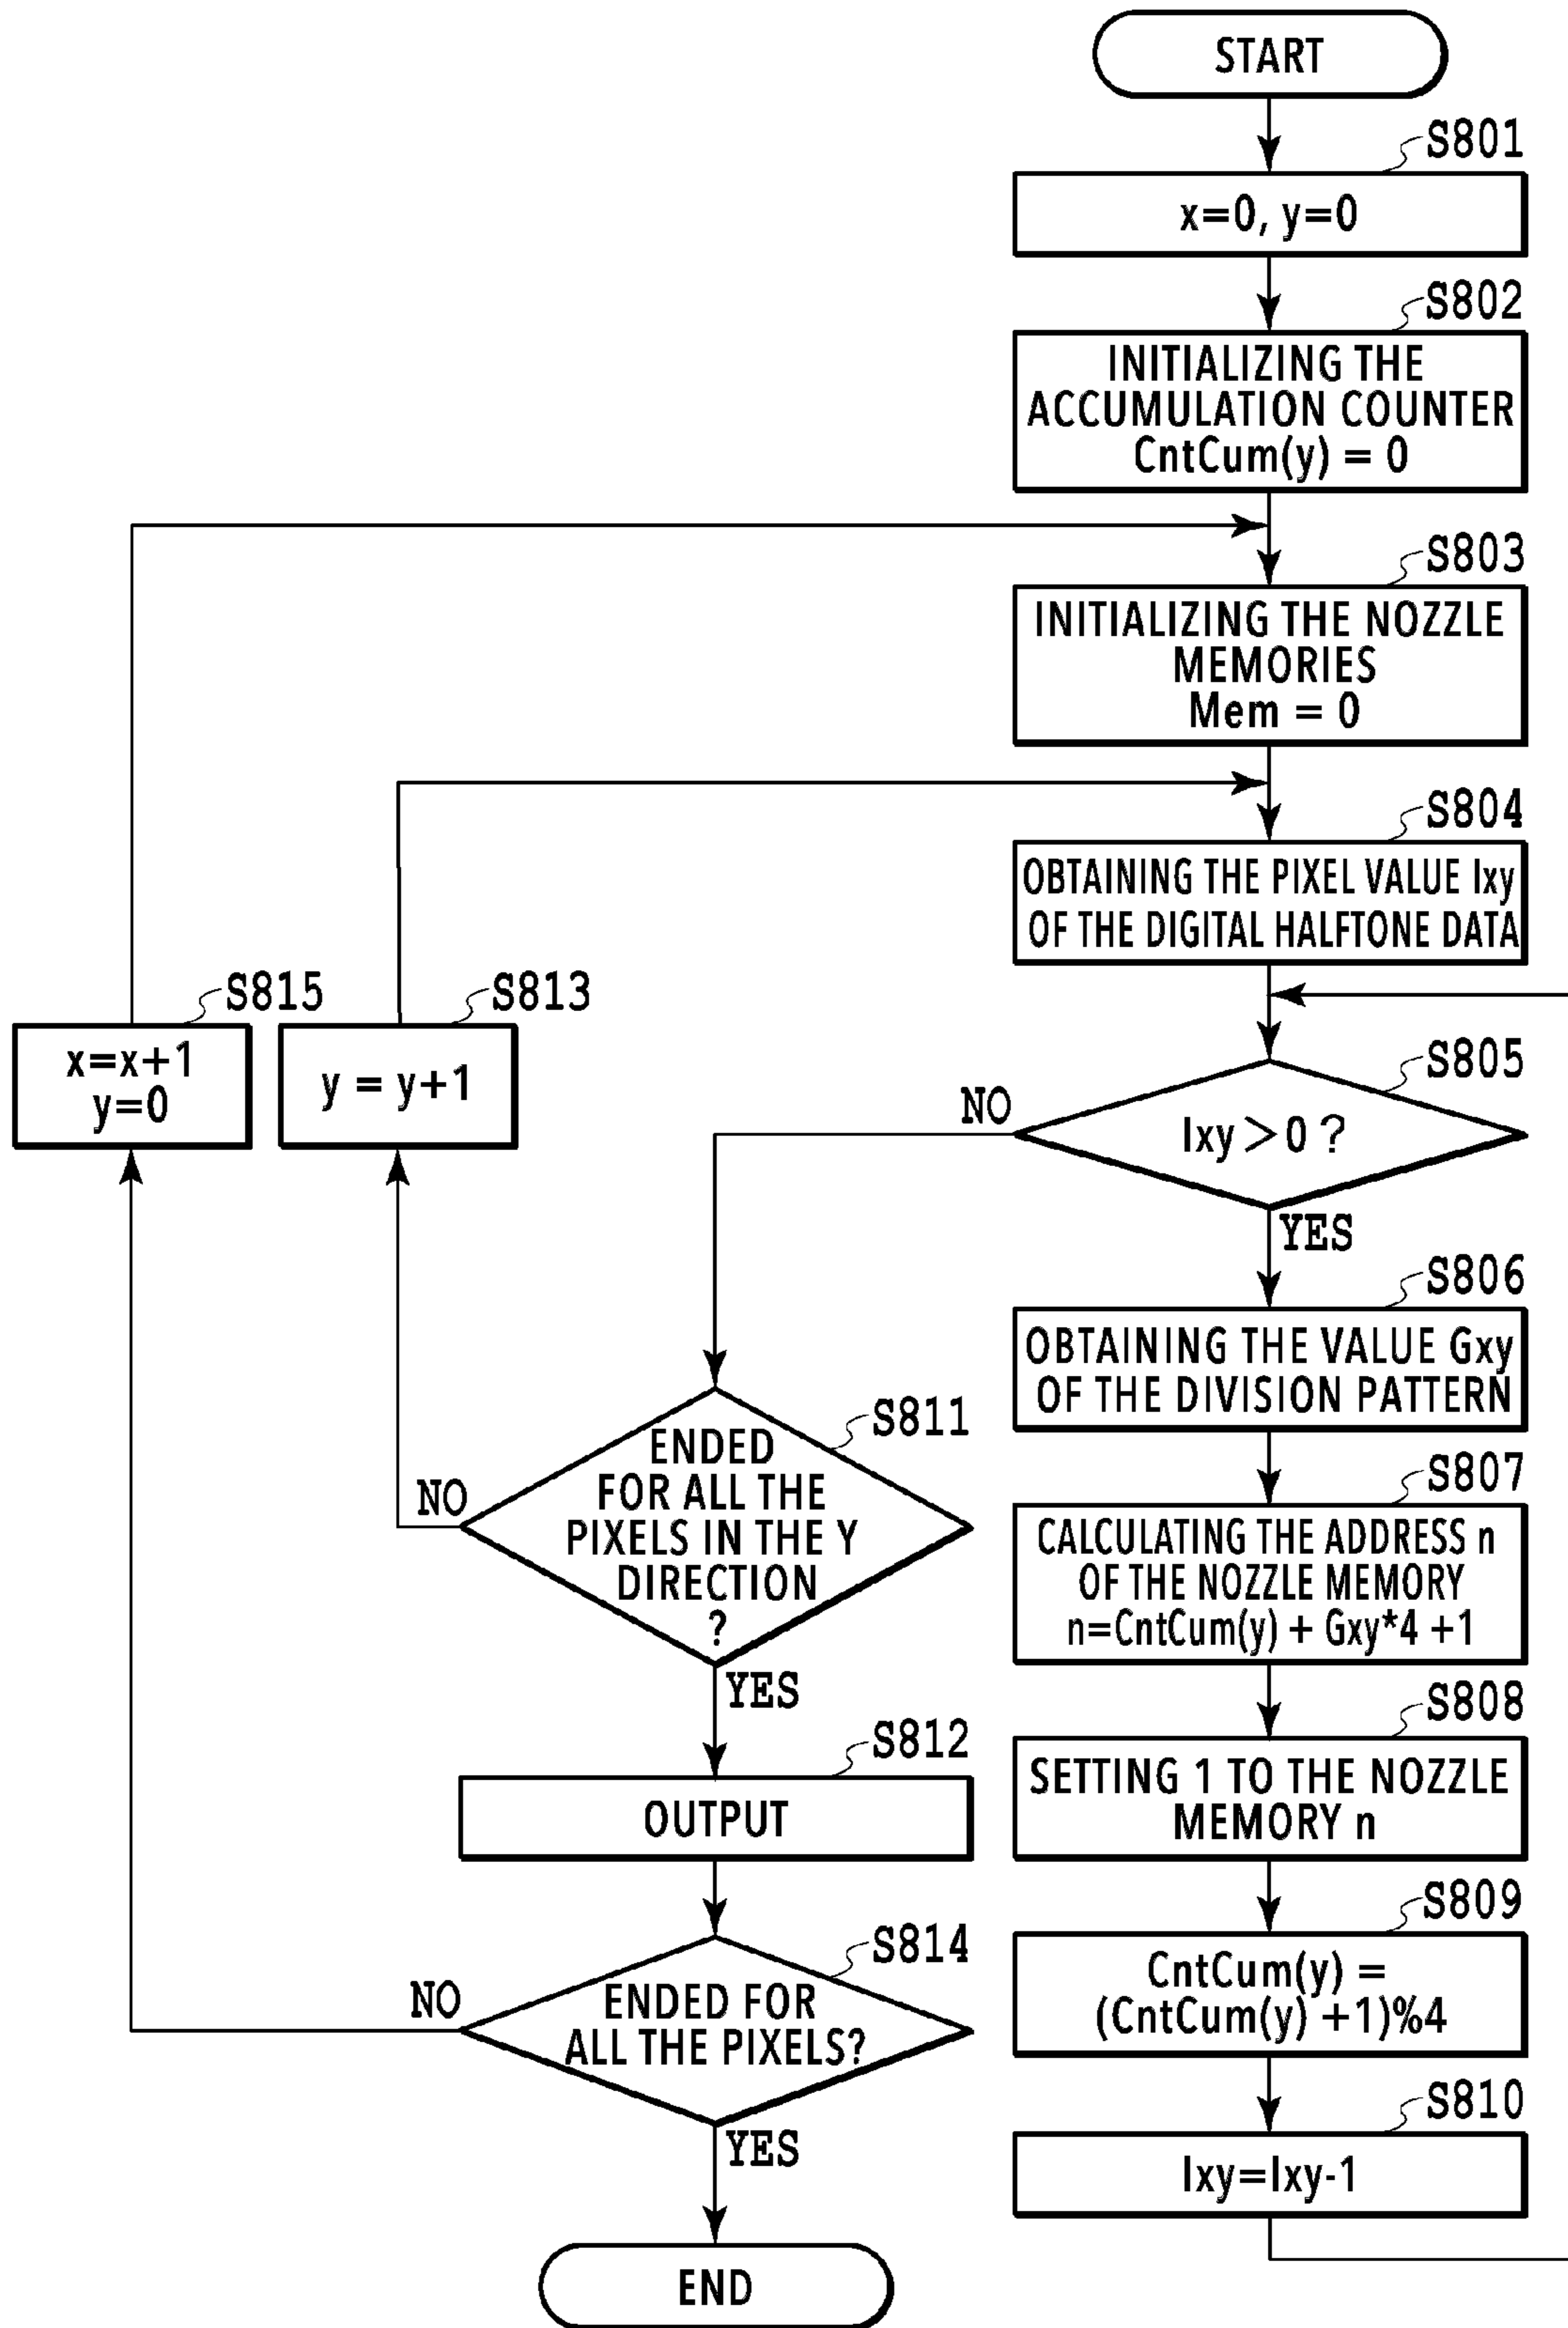 START
S801
x=0, y=0
S802
INITIALIZING THE
ACCUMULATION COUNTER
CntCum(y) = 0
S803
INITIALIZING THE NOZZLE
MEMORIES
Mem = 0
S804
OBTAINING THE PIXEL VALUE Ixy
OF THE DIGITAL HALFTONE DATA
S815
x=x+1
y=0
S813
y = y+1
S805
Ixy>0 ?
NO
YES
S806
OBTAINING THE VALUE Gxy
OF THE DIVISION PATTERN
S811
ENDED
FOR ALL THE
PIXELS IN THE Y
DIRECTION
?
NO
YES
S807
CALCULATING THE ADDRESS n
OF THE NOZZLE MEMORY
n=CntCum(y) + Gxy*4 +1
S808
SETTING 1 TO THE NOZZLE
MEMORY n
S812
OUTPUT
S809
CntCum(y) =
(CntCum(y) +1)%4
S814
ENDED FOR
ALL THE PIXELS?
NO
YES
S810
Ixy=Ixy-1
END